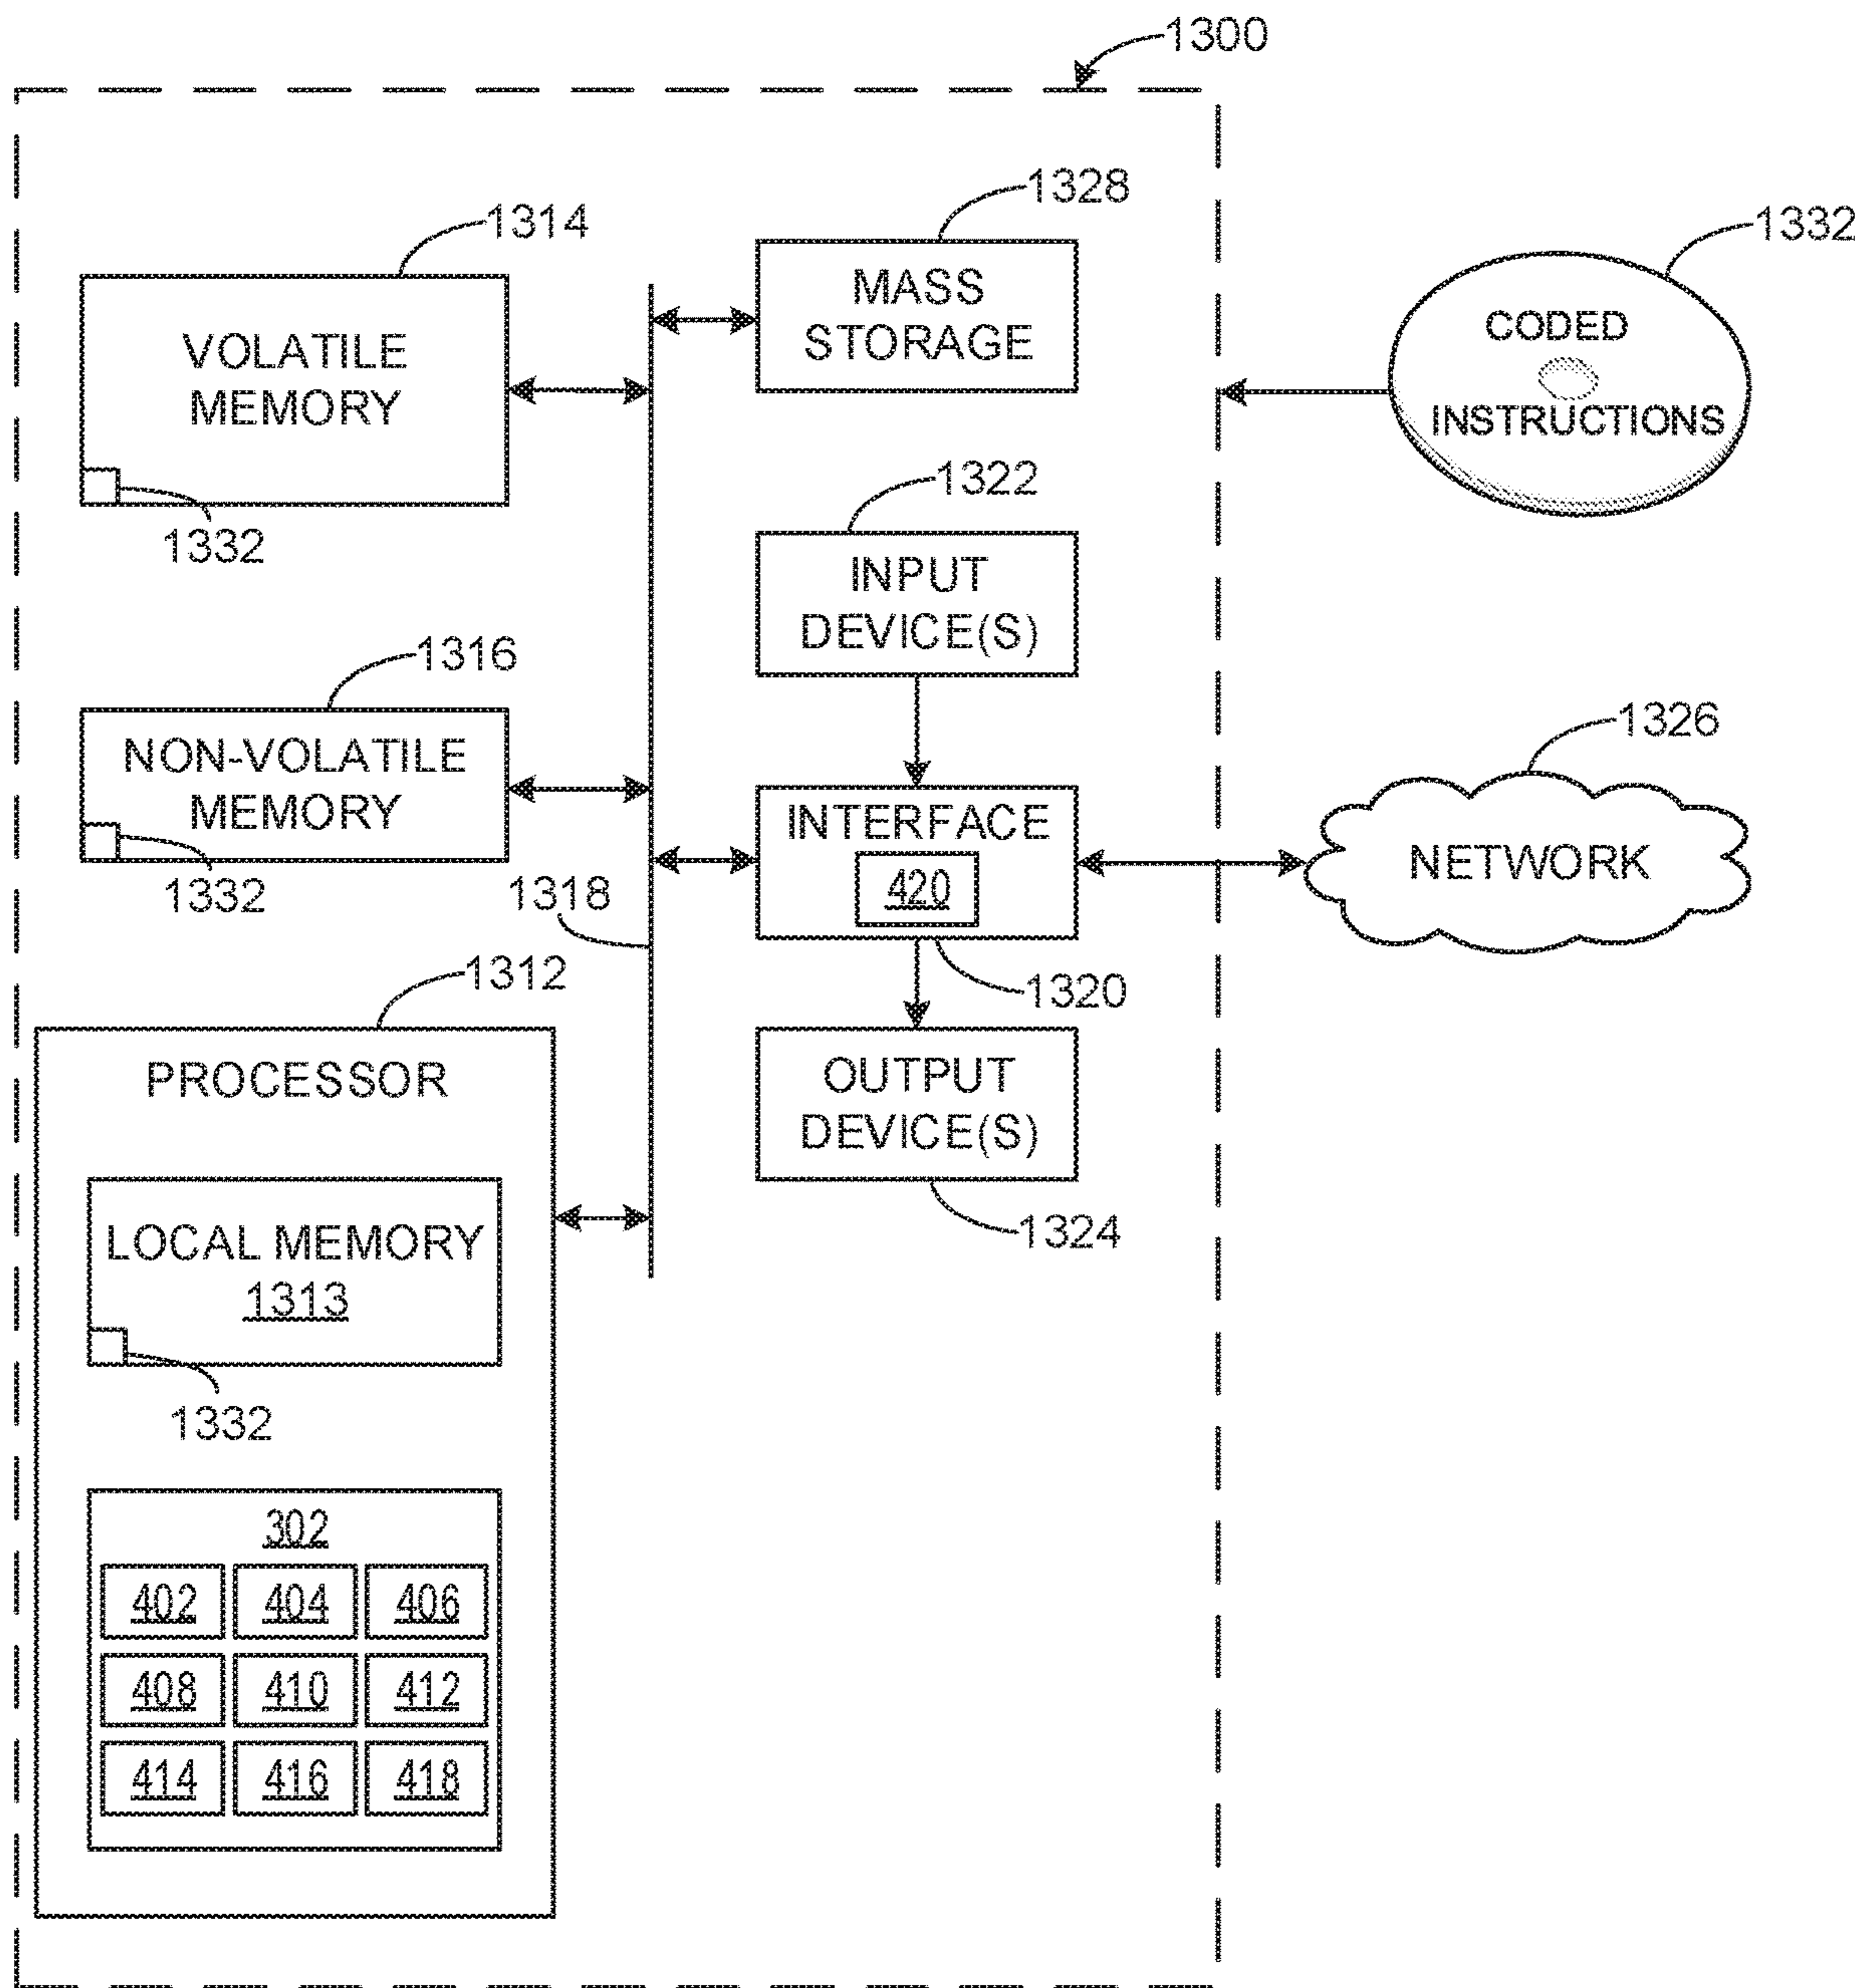 1300
1328
1314
1332
MASS
STORAGE
VOLATILE
MEMORY
CODED
INSTRUCTIONS
1332
1322
INPUT
DEVICE(S)
1316
1326
NON-VOLATILE
MEMORY
INTERFACE
420
NETWORK
1332
1318
1312
1320
PROCESSOR
OUTPUT
DEVICE(S)
LOCAL MEMORY
1313
1324
1332
302
402 404 406
408 410 412
414 416 418